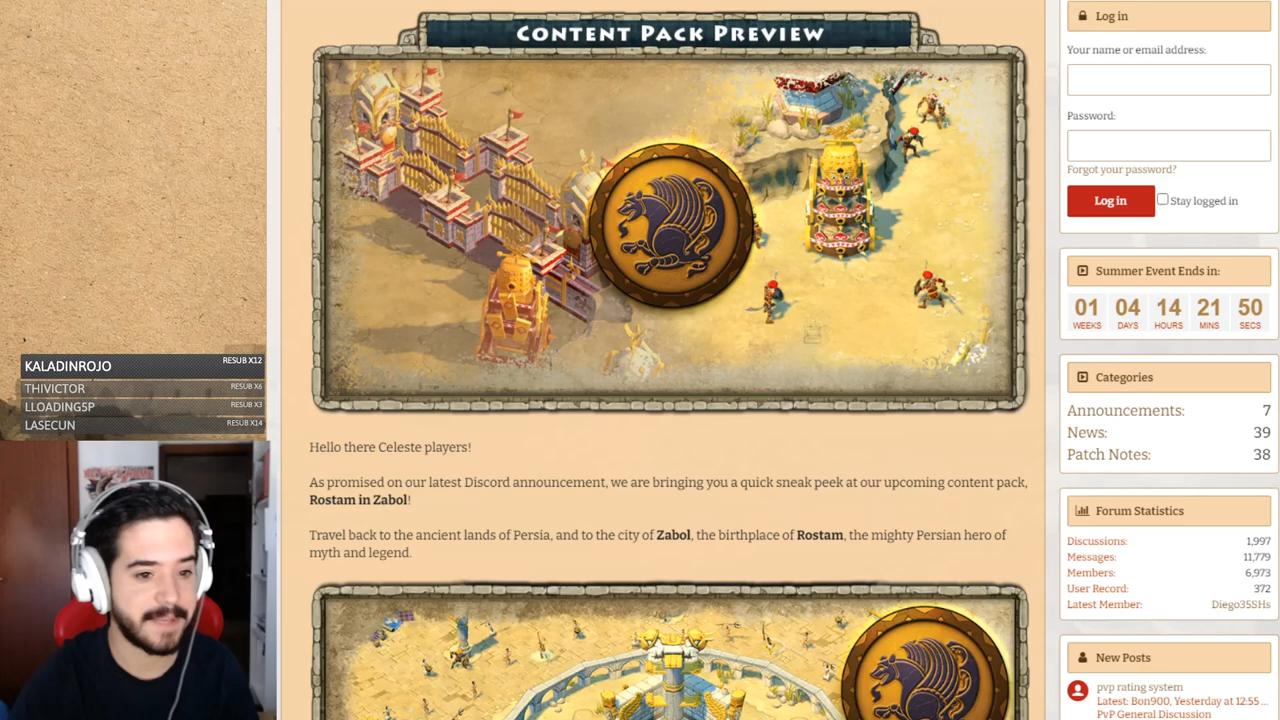 CONTENT PACK PREVIEW
Hello there Celeste players!
As promised on our latest Discord announcement, we are bringing you a quick sneak peek at our upcoming content pack,
Rostam in Zabol!
Travel back to the ancient lands of Persia, and to the city of Zabol, the birthplace of Rostam, the mighty Persian hero of
myth and legend.
KALADINROJO RESUB X12
THIVICTOR RESUB X6
LLOADING5P RESUB X3
LASECUN RESUB X14
Log in
Your name or email address:
Password:
Forgot your password?
Log in Stay logged in
Summer Event Ends in:
01 04 14 21 50
WEEKS DAYS HOURS MINS SECS
Categories
Announcements: 7
News: 39
Patch Notes: 38
Forum Statistics
Discussions: 1,997
Messages: 11,779
Members: 6,973
User Record: 372
Latest Member: Diego35SHs
New Posts
pvp rating system
Latest: Bon900, Yesterday at 12:55 ...
PvP General Discussion